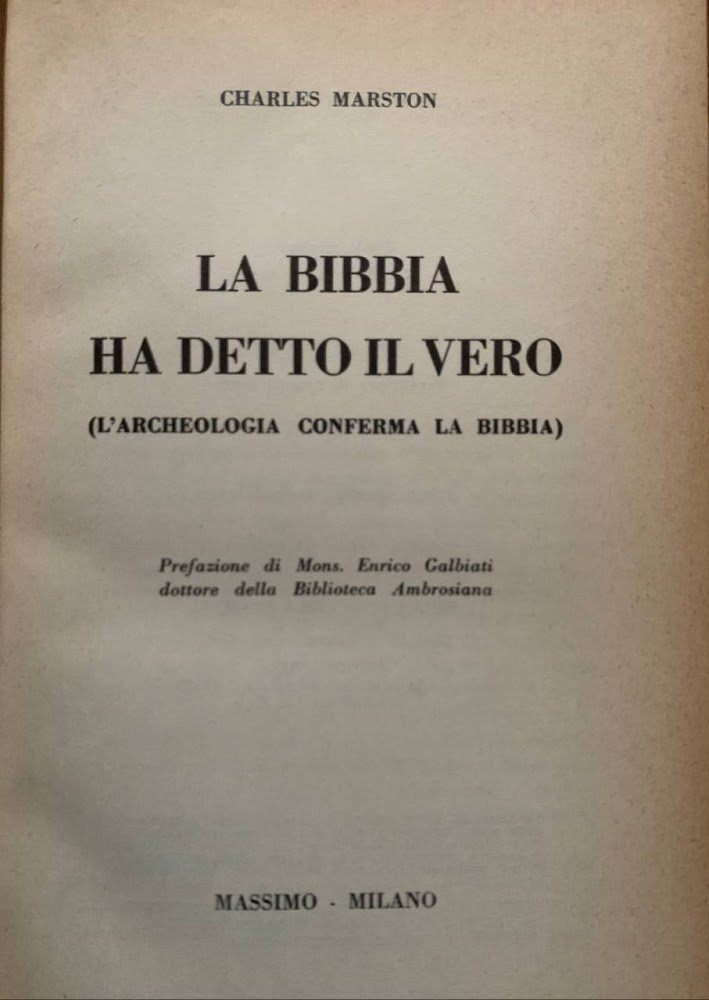 CHARLES MARSTON
LA BIBBIA
HA DETTO IL VERO
(L'ARCHEOLOGIA CONFERMA LA BIBBIA)
Prefazione di Mons. Enrico Galbiati
dottore della Biblioteca Ambrosiana
MASSIMO - MILANO